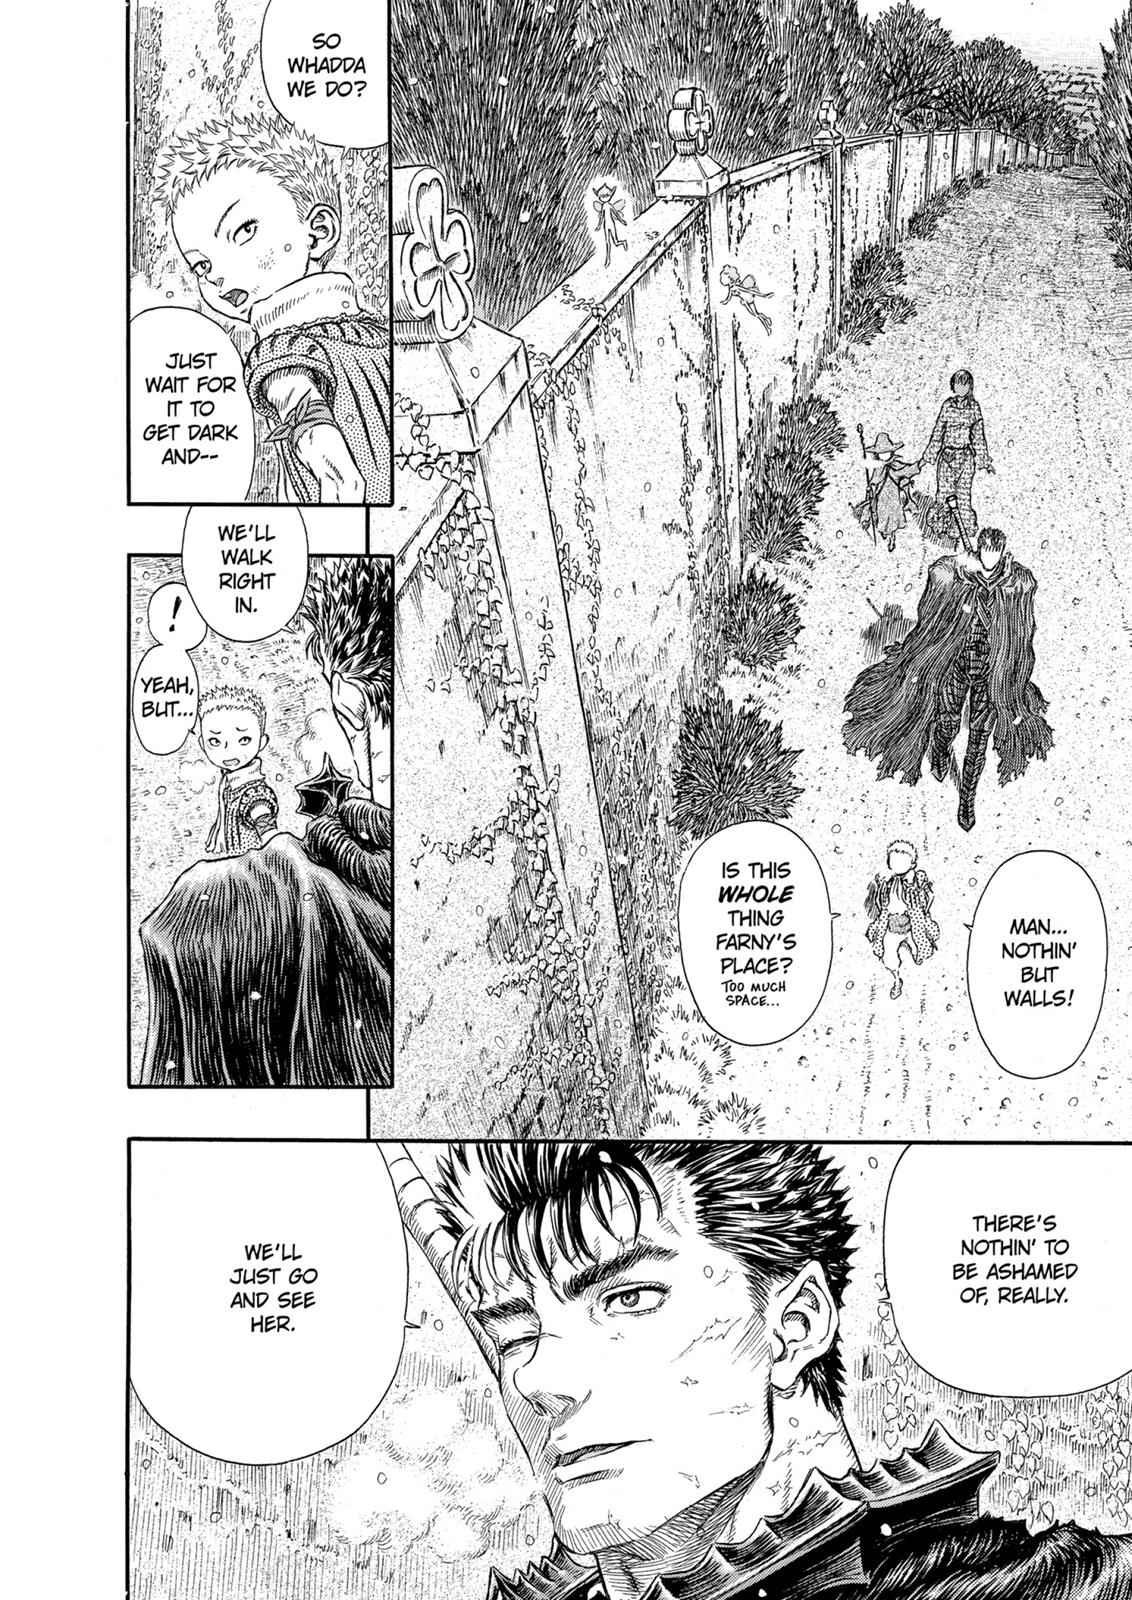 MAN...
NOTHIN'
BUT
WALLS!
IS THIS
WHOLE
THING
FARNY'S
PLACE?
TOO MUCH
SPACE...
SO
WHADDA
WE DO?
JUST
WAIT FOR
IT TO
GET DARK
AND--
WE'LL
WALK
RIGHT
IN.
!
YEAH,
BUT...
THERE'S
NOTHIN' TO
BE ASHAMED
OF, REALLY.
WE'LL
JUST GO
AND SEE
HER.